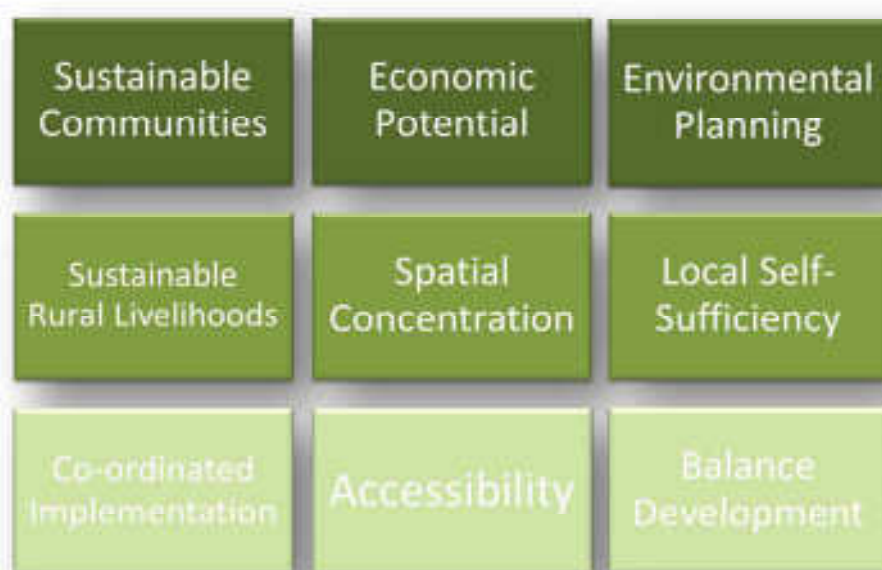 Sustainable
Communities
Economic
Potential
Environmental
Planning
Sustainable
Rural Livelihoods
Spatial
Concentration
Local Self-
Sufficiency
Co-ordinated
Implementation
Accessibility
Balance
Development